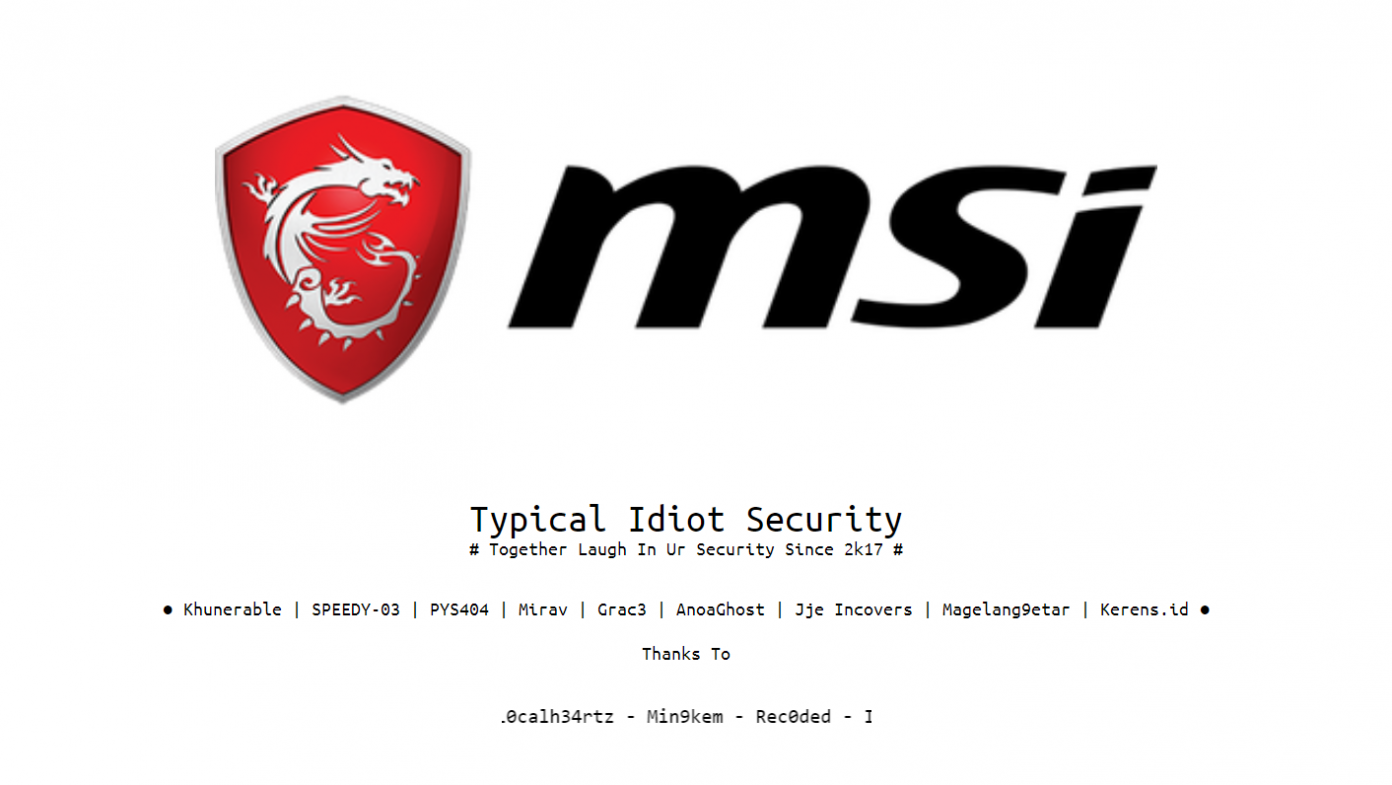 msi
Typical Idiot Security
# Together Laugh In Ur Security Since 2k17 #
● Khunerable | SPEEDY-03 | PYS404 | Mirav | Grac3 | AnoaGhost | Jje Incovers | Magelang9etar | Kerens.id ●
Thanks To
.0calh34rtz - Min9kem - Rec0ded - I